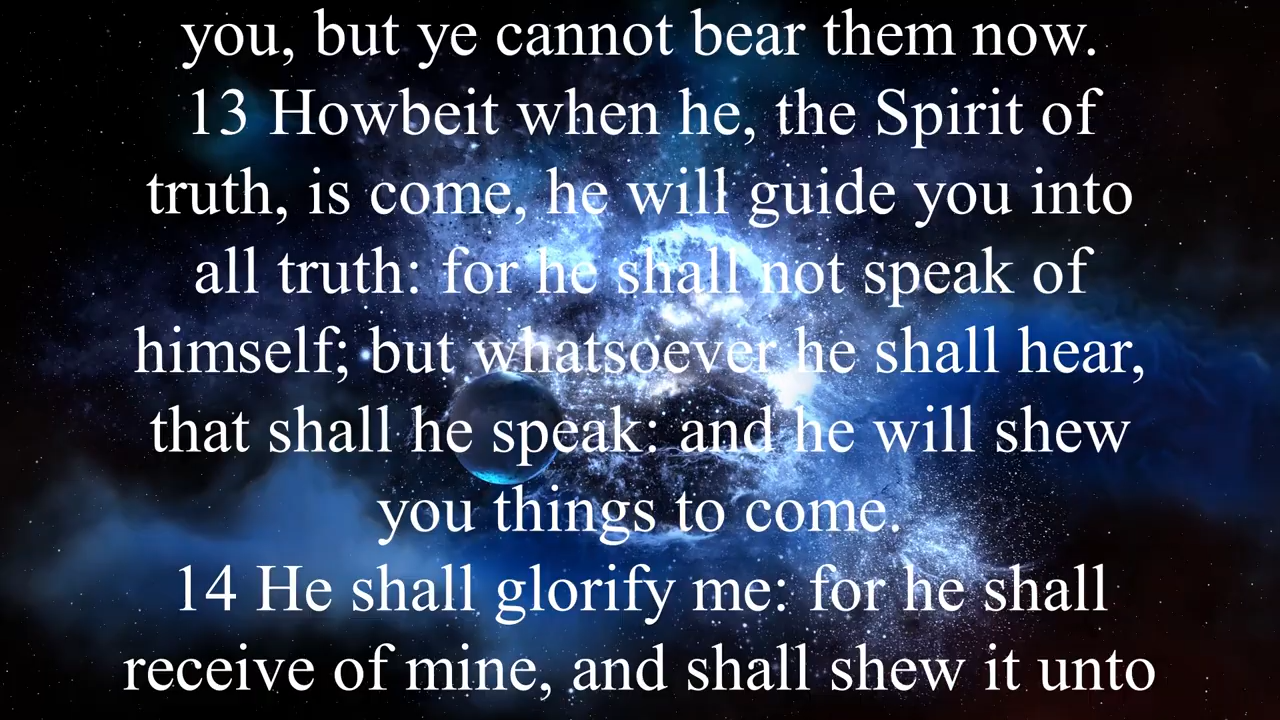 you, but ye cannot bear them now.
13 Howbeit when he, the Spirit of
truth, is come, he will guide you into
all truth: for he shall not speak of
himself; but whatsoever he shall hear,
that shall he speak: and he will shew
you things to come.
14 He shall glorify me: for he shall
receive of mine, and shall shew it unto